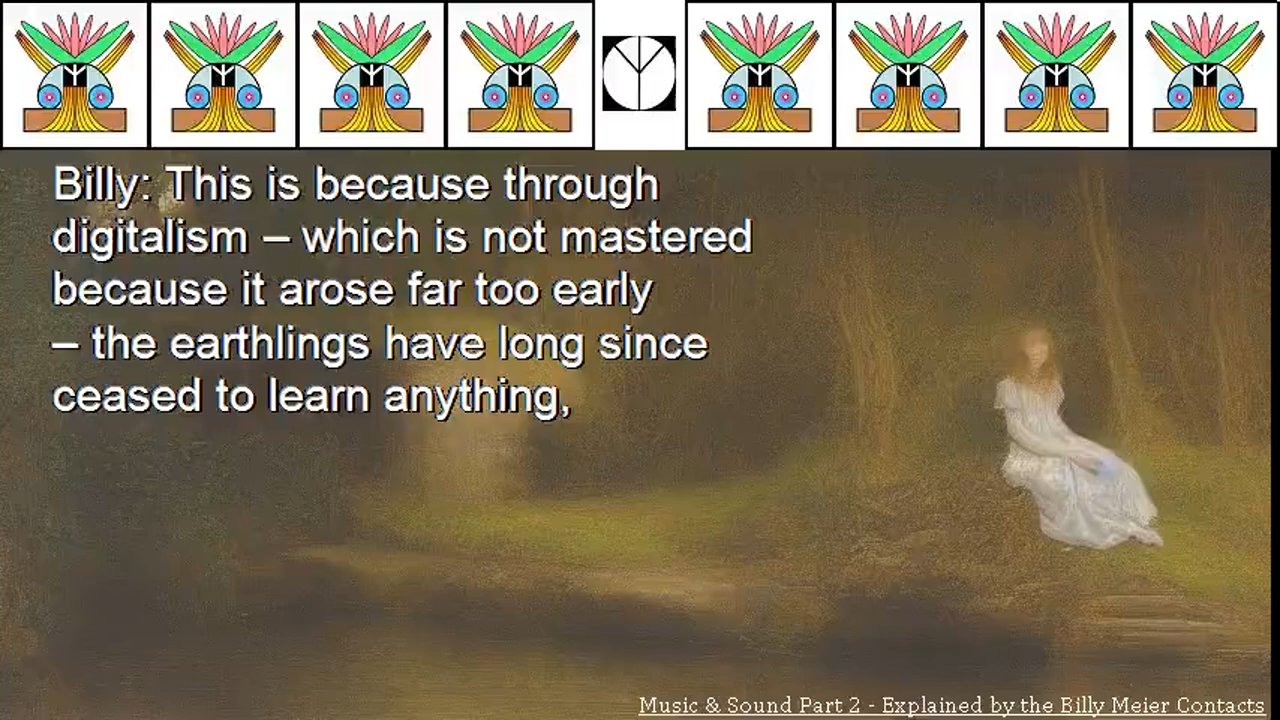 Billy: This is because through
digitalism – which is not mastered
because it arose far too early
– the earthlings have long since
ceased to learn anything,
Music & Sound Part 2 - Explained by the Billy Meier Contacts